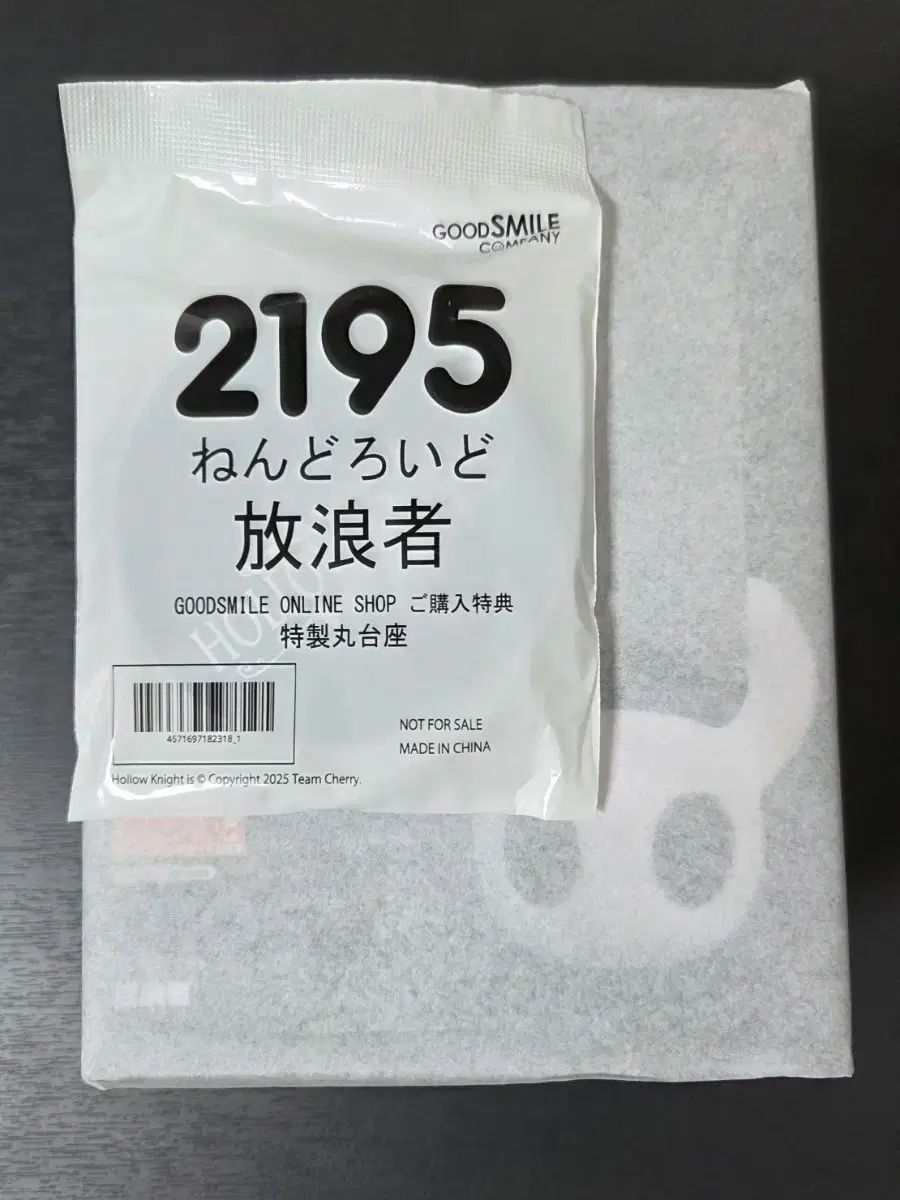 GOODSMILE
COMPANY
2195
ねんどろいど
放浪者
GOODSMILE ONLINE SHOP ご購入特典
特製丸台座
4571697182318_1
NOT FOR SALE
MADE IN CHINA
Hollow Knight is © Copyright 2025 Team Cherry.